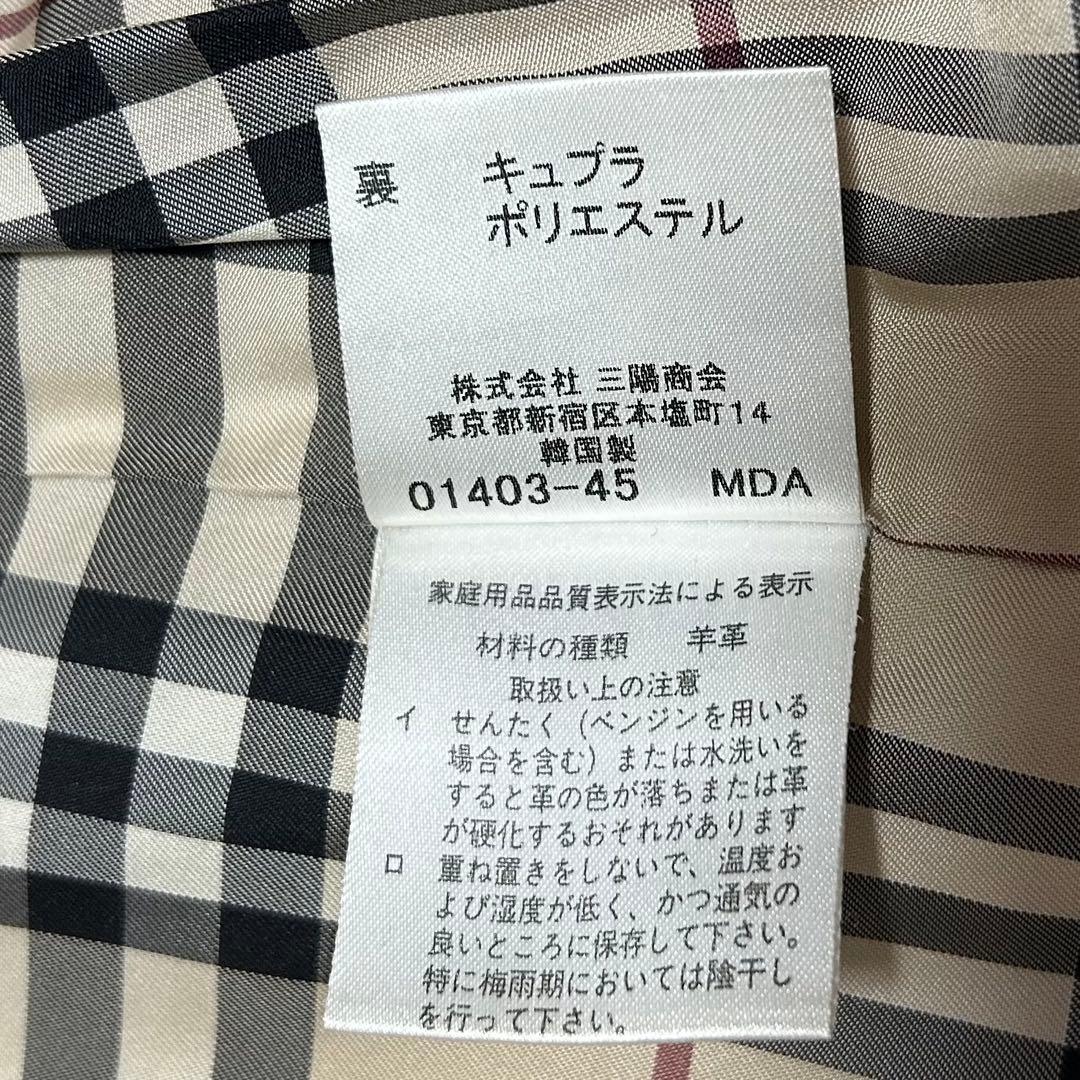 裏 キュプラ
ポリエステル
株式会社 三陽商会
東京都新宿区本塩町14
韓国製
01403-45 MDA
家庭用品品質表示法による表示
材料の種類 羊革
取扱い上の注意
イ せんたく（ベンジンを用いる
場合を含む）または水洗いを
すると革の色が落ちまたは革
が硬化するおそれがあります
ロ 重ね置きをしないで、温度お
よび湿度が低く、かつ通気の
良いところに保存して下さい。
特に梅雨期においては陰干し
を行って下さい。